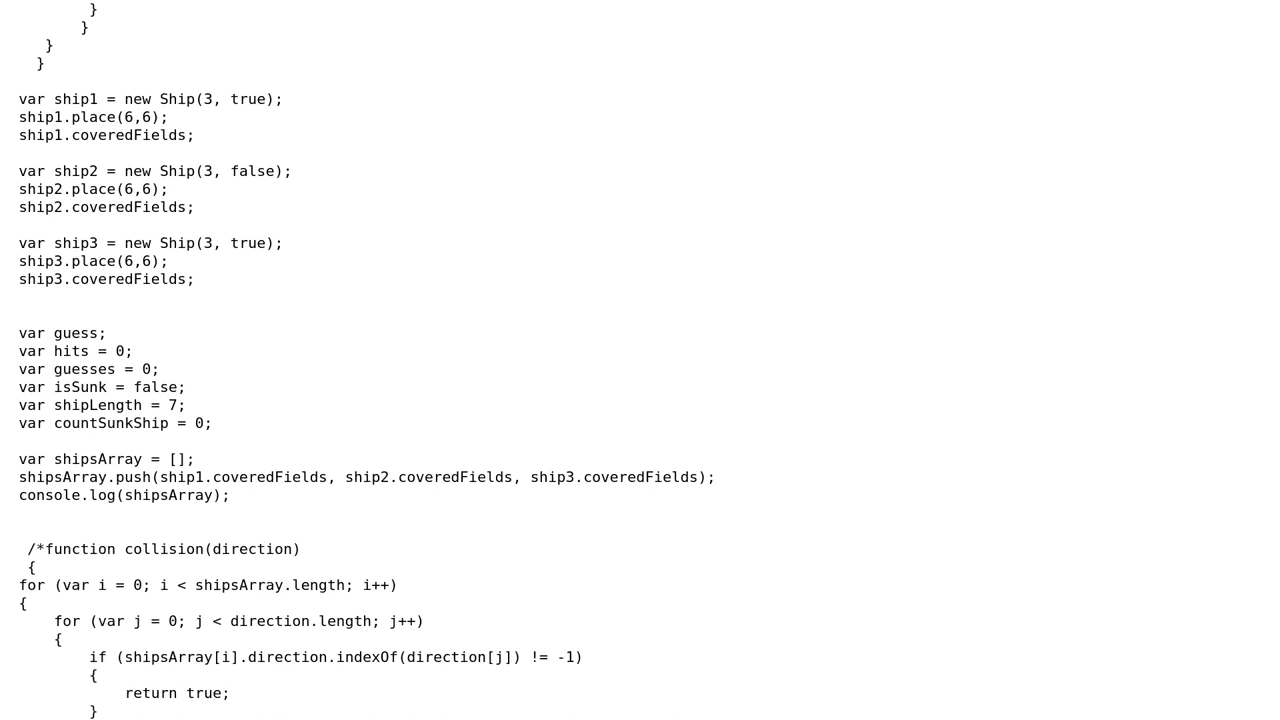 }
       }
   }
  }

var ship1 = new Ship(3, true);
ship1.place(6,6);
ship1.coveredFields;

var ship2 = new Ship(3, false);
ship2.place(6,6);
ship2.coveredFields;

var ship3 = new Ship(3, true);
ship3.place(6,6);
ship3.coveredFields;


var guess;
var hits = 0;
var guesses = 0;
var isSunk = false;
var shipLength = 7;
var countSunkShip = 0;

var shipsArray = [];
shipsArray.push(ship1.coveredFields, ship2.coveredFields, ship3.coveredFields);
console.log(shipsArray);


 /*function collision(direction)
 {
for (var i = 0; i < shipsArray.length; i++)
{
    for (var j = 0; j < direction.length; j++)
    {
        if (shipsArray[i].direction.indexOf(direction[j]) != -1)
        {
            return true;
        }